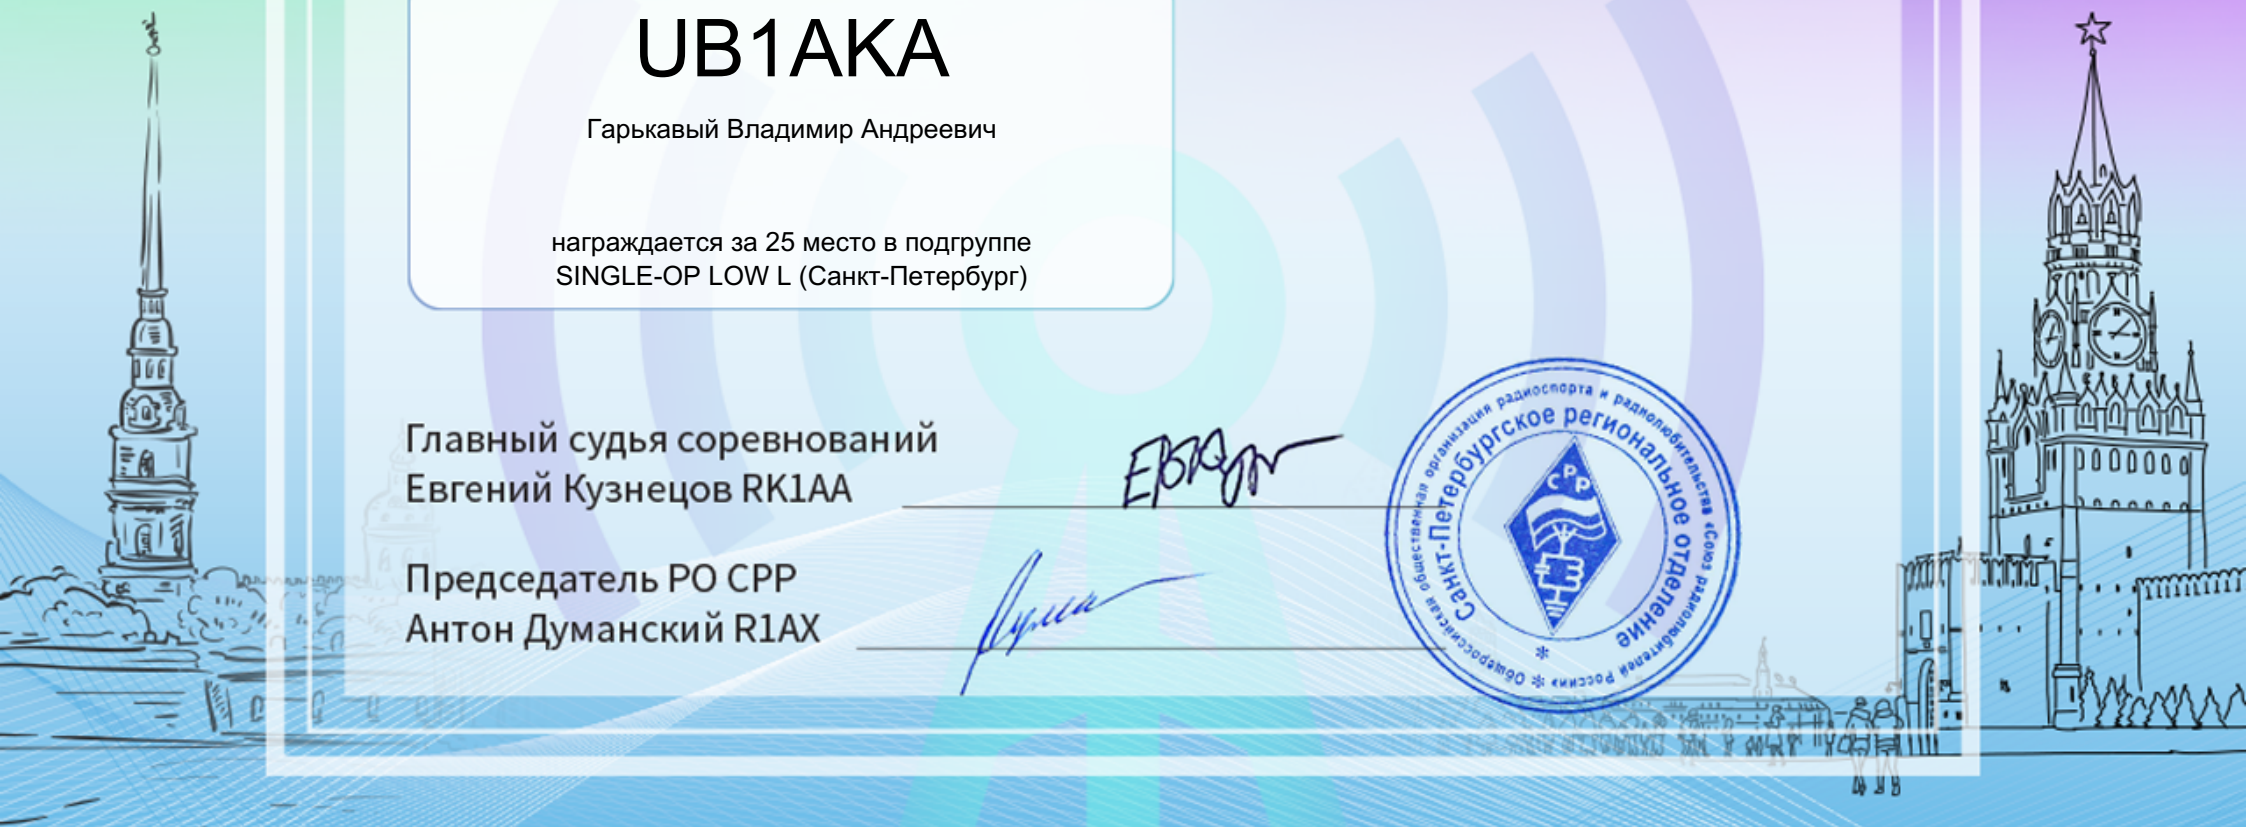 UB1AKA
Гарькавый Владимир Андреевич
награждается за 25 место в подгруппе
SINGLE-OP LOW L (Санкт-Петербург)
Главный судья соревнований
Евгений Кузнецов RK1AA
Председатель РО СРР
Антон Думанский R1AX
Общероссийская общественная организация радиоспорта и радиолюбительства «Союз радиолюбителей России» *
Санкт-Петербургское региональное отделение *
СРР